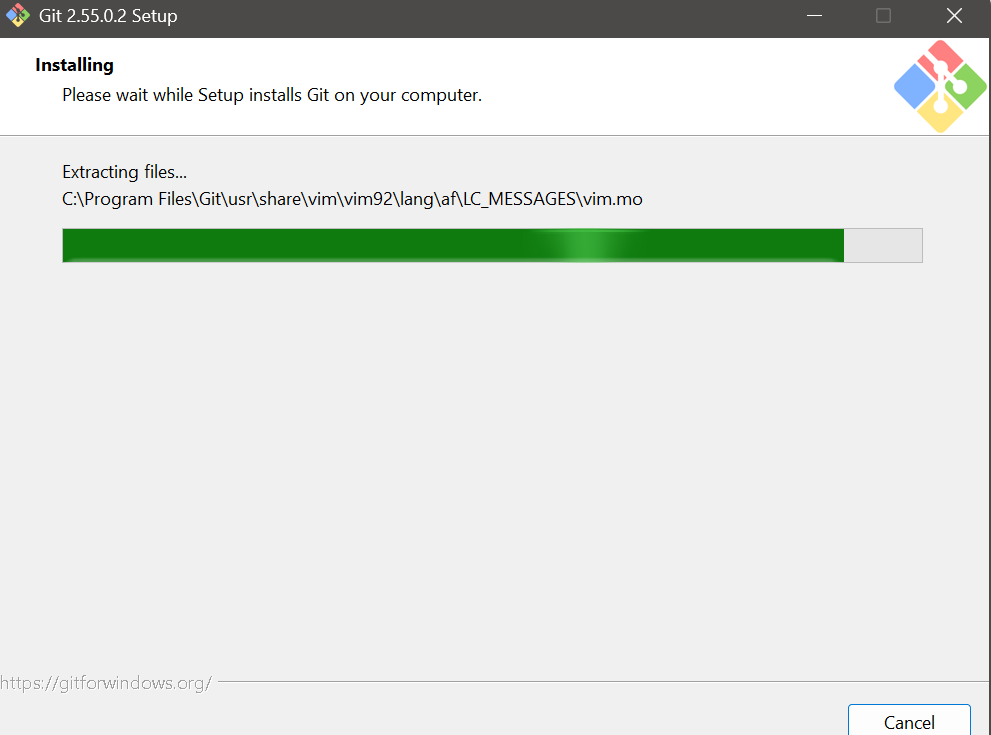 Git 2.55.0.2 Setup
Installing
Please wait while Setup installs Git on your computer.
Extracting files...
C:\Program Files\Git\usr\share\vim\vim92\lang\af\LC_MESSAGES\vim.mo
https://gitforwindows.org/
Cancel